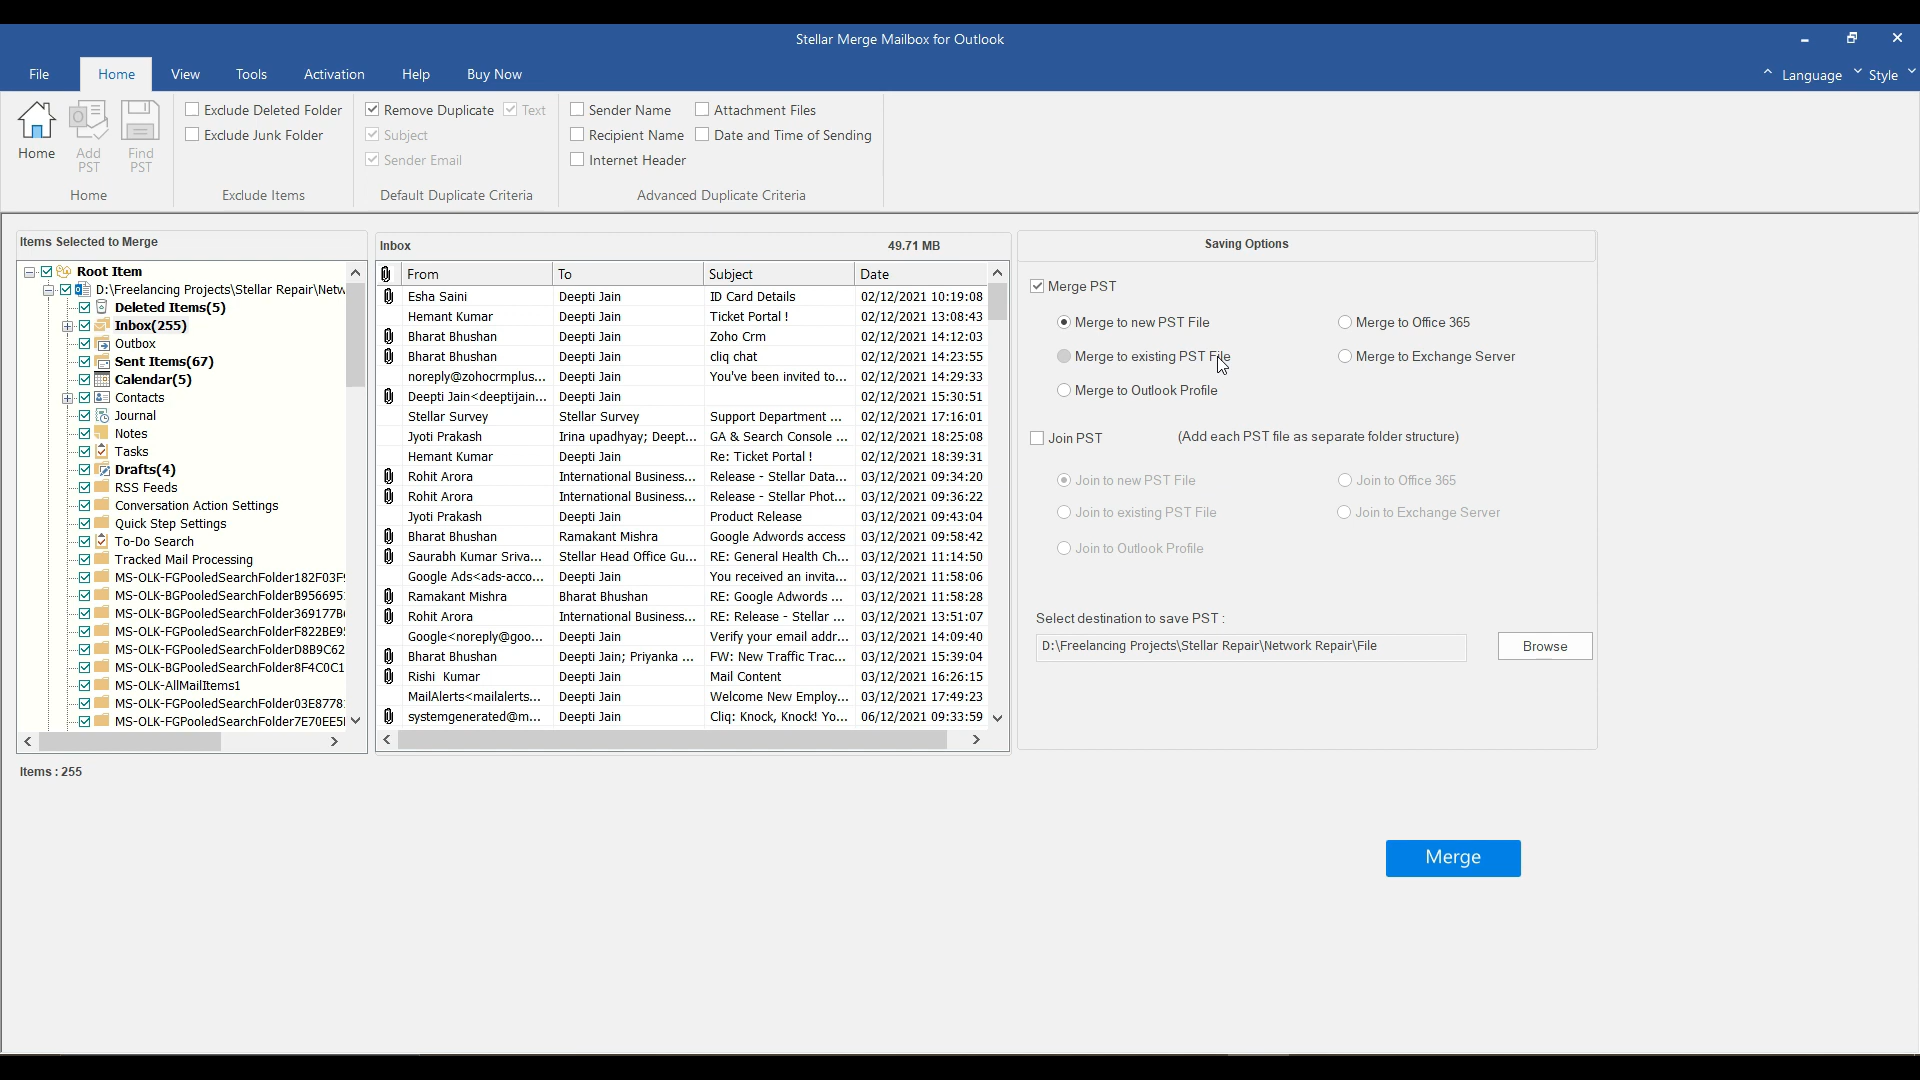 Stellar Merge Mailbox for Outlook
File Home View Tools Activation Help Buy Now Language Style
Home Add PST Find PST
Home
Exclude Deleted Folder
Exclude Junk Folder
Exclude Items
Remove Duplicate Text
Subject
Sender Email
Default Duplicate Criteria
Sender Name Attachment Files
Recipient Name Date and Time of Sending
Internet Header
Advanced Duplicate Criteria
Items Selected to Merge
Root Item
D:\Freelancing Projects\Stellar Repair\Netw
Deleted Items(5)
Inbox(255)
Outbox
Sent Items(67)
Calendar(5)
Contacts
Journal
Notes
Tasks
Drafts(4)
RSS Feeds
Conversation Action Settings
Quick Step Settings
To-Do Search
Tracked Mail Processing
MS-OLK-FGPooledSearchFolder182F03F
MS-OLK-BGPooledSearchFolderB956695
MS-OLK-FGPooledSearchFolder369177B
MS-OLK-FGPooledSearchFolderF822BE9
MS-OLK-FGPooledSearchFolderD8B9C62
MS-OLK-BGPooledSearchFolder8F4C0C1
MS-OLK-AllMailItems1
MS-OLK-FGPooledSearchFolder03E8778
MS-OLK-FGPooledSearchFolder7E70EE5
Items : 255
Inbox 49.71 MB
From To Subject Date
Esha Saini Deepti Jain ID Card Details 02/12/2021 10:19:08
Hemant Kumar Deepti Jain Ticket Portal ! 02/12/2021 13:08:43
Bharat Bhushan Deepti Jain Zoho Crm 02/12/2021 14:12:03
Bharat Bhushan Deepti Jain cliq chat 02/12/2021 14:23:55
noreply@zohocrmplus... Deepti Jain You've been invited to... 02/12/2021 14:29:33
Deepti Jain<deeptijain... Deepti Jain 02/12/2021 15:30:51
Stellar Survey Stellar Survey Support Department ... 02/12/2021 17:16:01
Jyoti Prakash Irina upadhyay; Deept... GA & Search Console ... 02/12/2021 18:25:08
Hemant Kumar Deepti Jain Re: Ticket Portal ! 02/12/2021 18:39:31
Rohit Arora International Business... Release - Stellar Data... 03/12/2021 09:34:20
Rohit Arora International Business... Release - Stellar Phot... 03/12/2021 09:36:22
Jyoti Prakash Deepti Jain Product Release 03/12/2021 09:43:04
Bharat Bhushan Ramakant Mishra Google Adwords access 03/12/2021 09:58:42
Saurabh Kumar Sriva... Stellar Head Office Gu... RE: General Health Ch... 03/12/2021 11:14:50
Google Ads<ads-acco... Deepti Jain You received an invita... 03/12/2021 11:58:06
Ramakant Mishra Bharat Bhushan RE: Google Adwords ... 03/12/2021 11:58:28
Rohit Arora International Business... RE: Release - Stellar ... 03/12/2021 13:51:07
Google<noreply@goo... Deepti Jain Verify your email addr... 03/12/2021 14:09:40
Bharat Bhushan Deepti Jain; Priyanka ... FW: New Traffic Trac... 03/12/2021 15:39:04
Rishi Kumar Deepti Jain Mail Content 03/12/2021 16:26:15
MailAlerts<mailalerts... Deepti Jain Welcome New Employ... 03/12/2021 17:49:23
systemgenerated@m... Deepti Jain Cliq: Knock, Knock! Yo... 06/12/2021 09:33:59
Saving Options
Merge PST
Merge to new PST File Merge to Office 365
Merge to existing PST File Merge to Exchange Server
Merge to Outlook Profile
Join PST (Add each PST file as separate folder structure)
Join to new PST File Join to Office 365
Join to existing PST File Join to Exchange Server
Join to Outlook Profile
Select destination to save PST :
D:\Freelancing Projects\Stellar Repair\Network Repair\File Browse
Merge